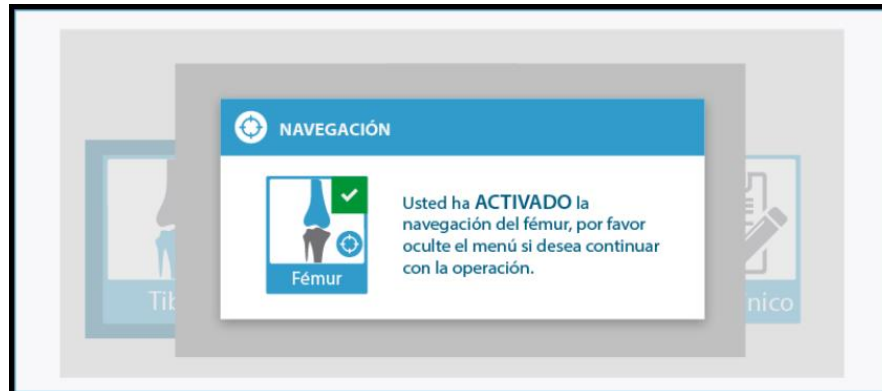 NAVEGACIÓN
Usted ha ACTIVADO la
navegación del fémur, por favor
oculte el menú si desea continuar
con la operación.
Fémur
Tib
nico